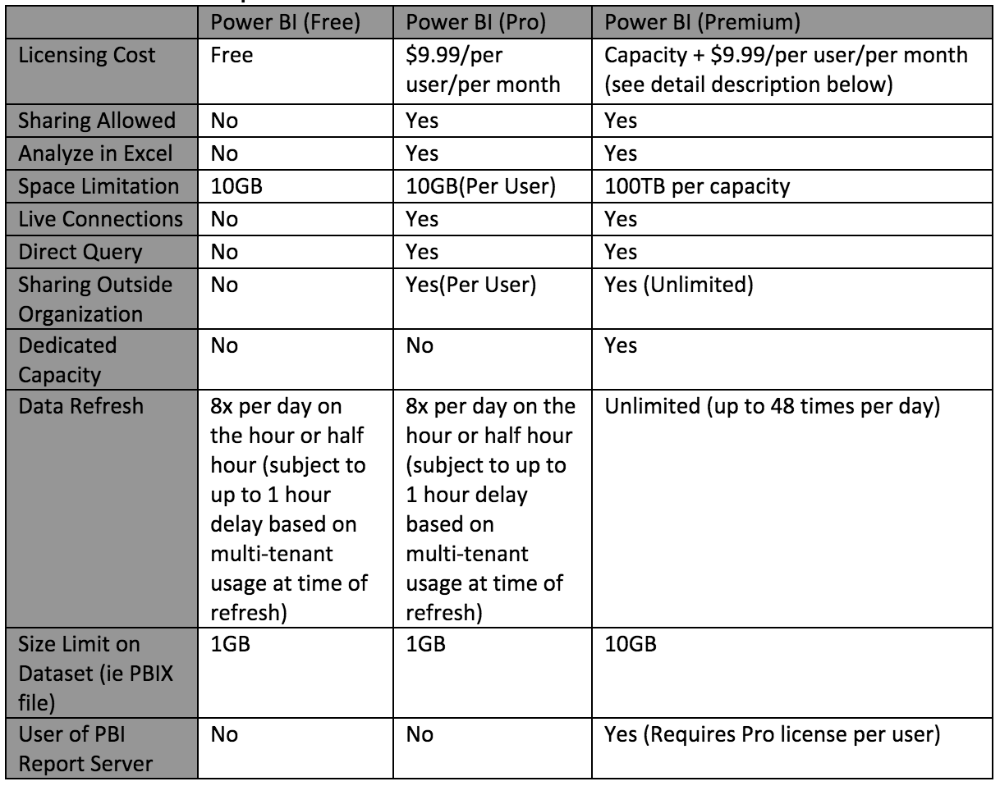 Power BI (Free) Power BI (Pro) Power BI (Premium)
Licensing Cost Free $9.99/per Capacity + $9.99/per user/per month
user/per month (see detail description below)
Sharing Allowed No Yes Yes
Analyze in Excel No Yes Yes
Space Limitation 10GB 10GB(Per User) 100TB per capacity
Live Connections No Yes Yes
Direct Query No Yes Yes
Sharing Outside No Yes(Per User) Yes (Unlimited)
Organization
Dedicated No No Yes
Capacity
Data Refresh 8x per day on 8x per day on the Unlimited (up to 48 times per day)
the hour or half hour or half hour
hour (subject to (subject to up to
up to 1 hour 1 hour delay
delay based on based on
multi-tenant multi-tenant
usage at time of usage at time of
refresh) refresh)
Size Limit on 1GB 1GB 10GB
Dataset (ie PBIX
file)
User of PBI No No Yes (Requires Pro license per user)
Report Server